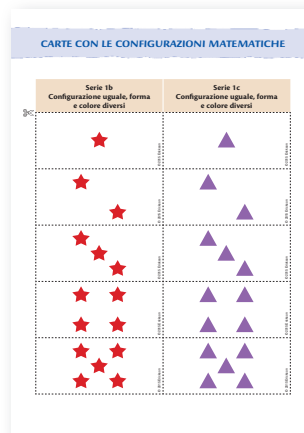 CARTE CON LE CONFIGURAZIONI MATEMATICHE
Serie 1b
Configurazione uguale, forma
e colore diversi
Serie 1c
Configurazione uguale, forma
e colore diversi